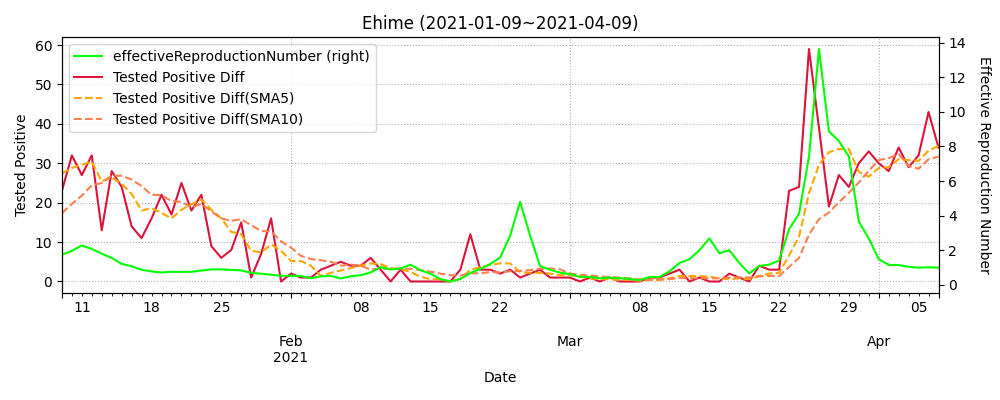 Ehime (2021-01-09~2021-04-09)
effectiveReproductionNumber (right)
Tested Positive Diff
Tested Positive Diff(SMA5)
Tested Positive Diff(SMA10)
Tested Positive
60
50
40
30
20
10
0
Effective Reproduction Number
14
12
10
8
6
4
2
0
11 18 25 08 15 22 08 15 22 29 05
Feb Mar Apr
2021
Date